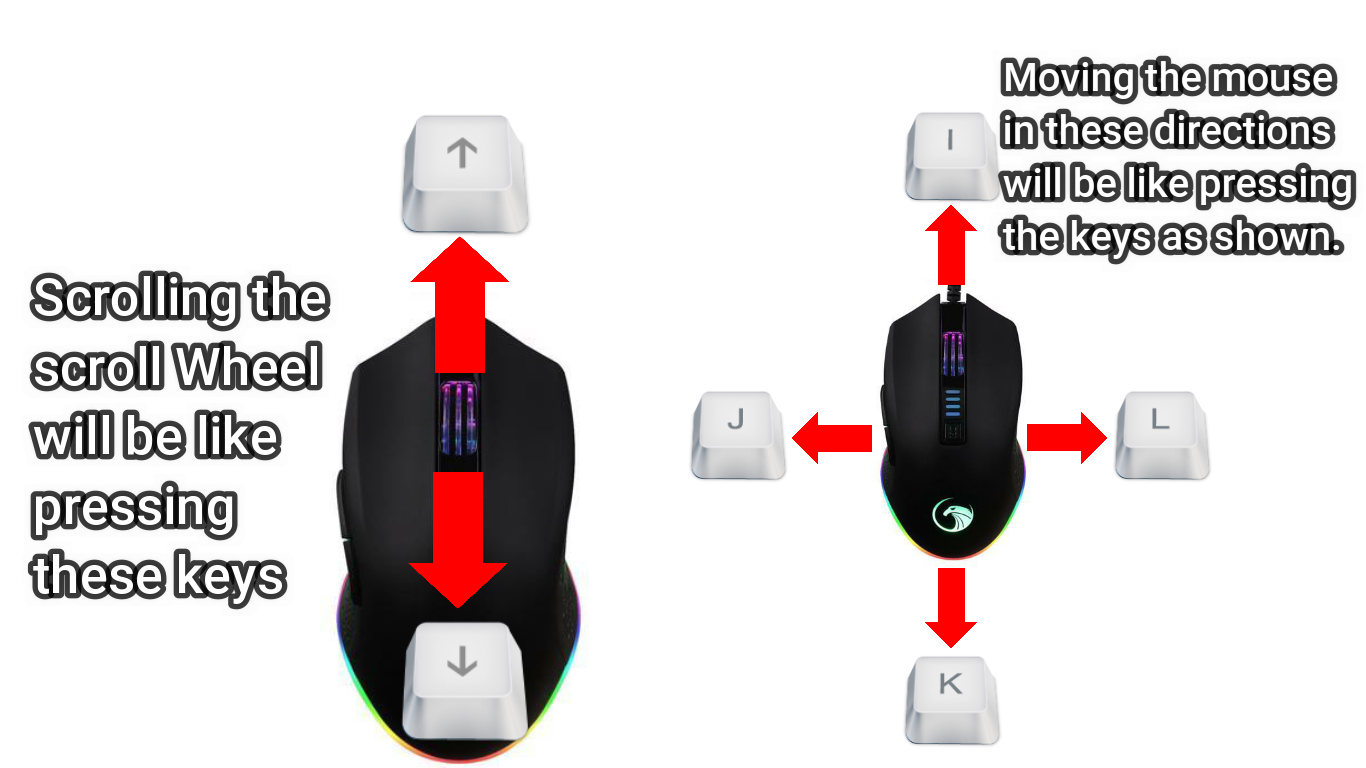 Scrolling the
scroll Wheel
will be like
pressing
these keys
↑
↓
Moving the mouse
in these directions
will be like pressing
the keys as shown.
I
J
L
K